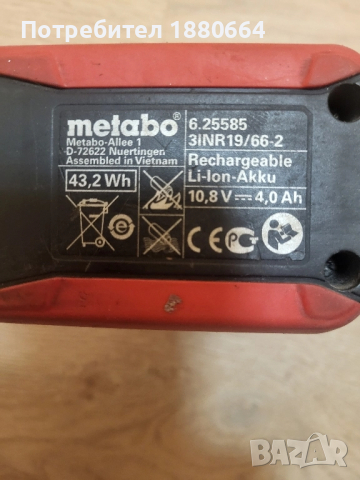 Потребител 1880664
metabo
Metabo-Allee 1
D-72622 Nuertingen
Assembled in Vietnam
43,2 Wh
6.25585
3INR19/66-2
Rechargeable
Li-Ion-Akku
10,8 V 4,0 Ah
BAZAR.BG